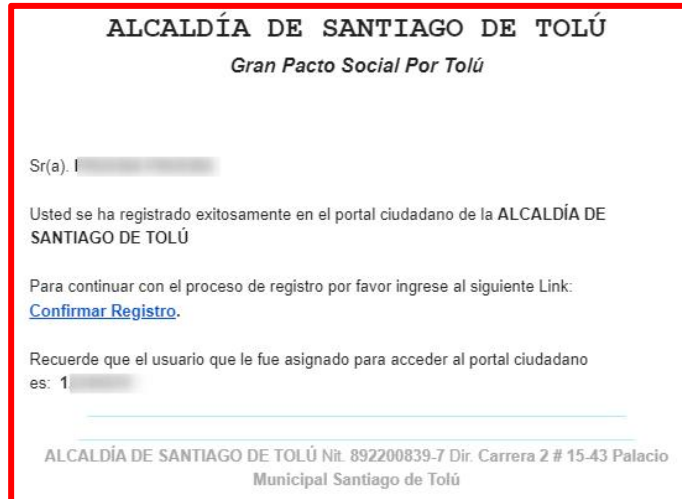 ALCALDÍA DE SANTIAGO DE TOLÚ
Gran Pacto Social Por Tolú
Sr(a).
Usted se ha registrado exitosamente en el portal ciudadano de la ALCALDÍA DE
SANTIAGO DE TOLÚ
Para continuar con el proceso de registro por favor ingrese al siguiente Link:
Confirmar Registro.
Recuerde que el usuario que le fue asignado para acceder al portal ciudadano
es: 1
ALCALDÍA DE SANTIAGO DE TOLÚ Nit. 892200839-7 Dir. Carrera 2 # 15-43 Palacio
Municipal Santiago de Tolú